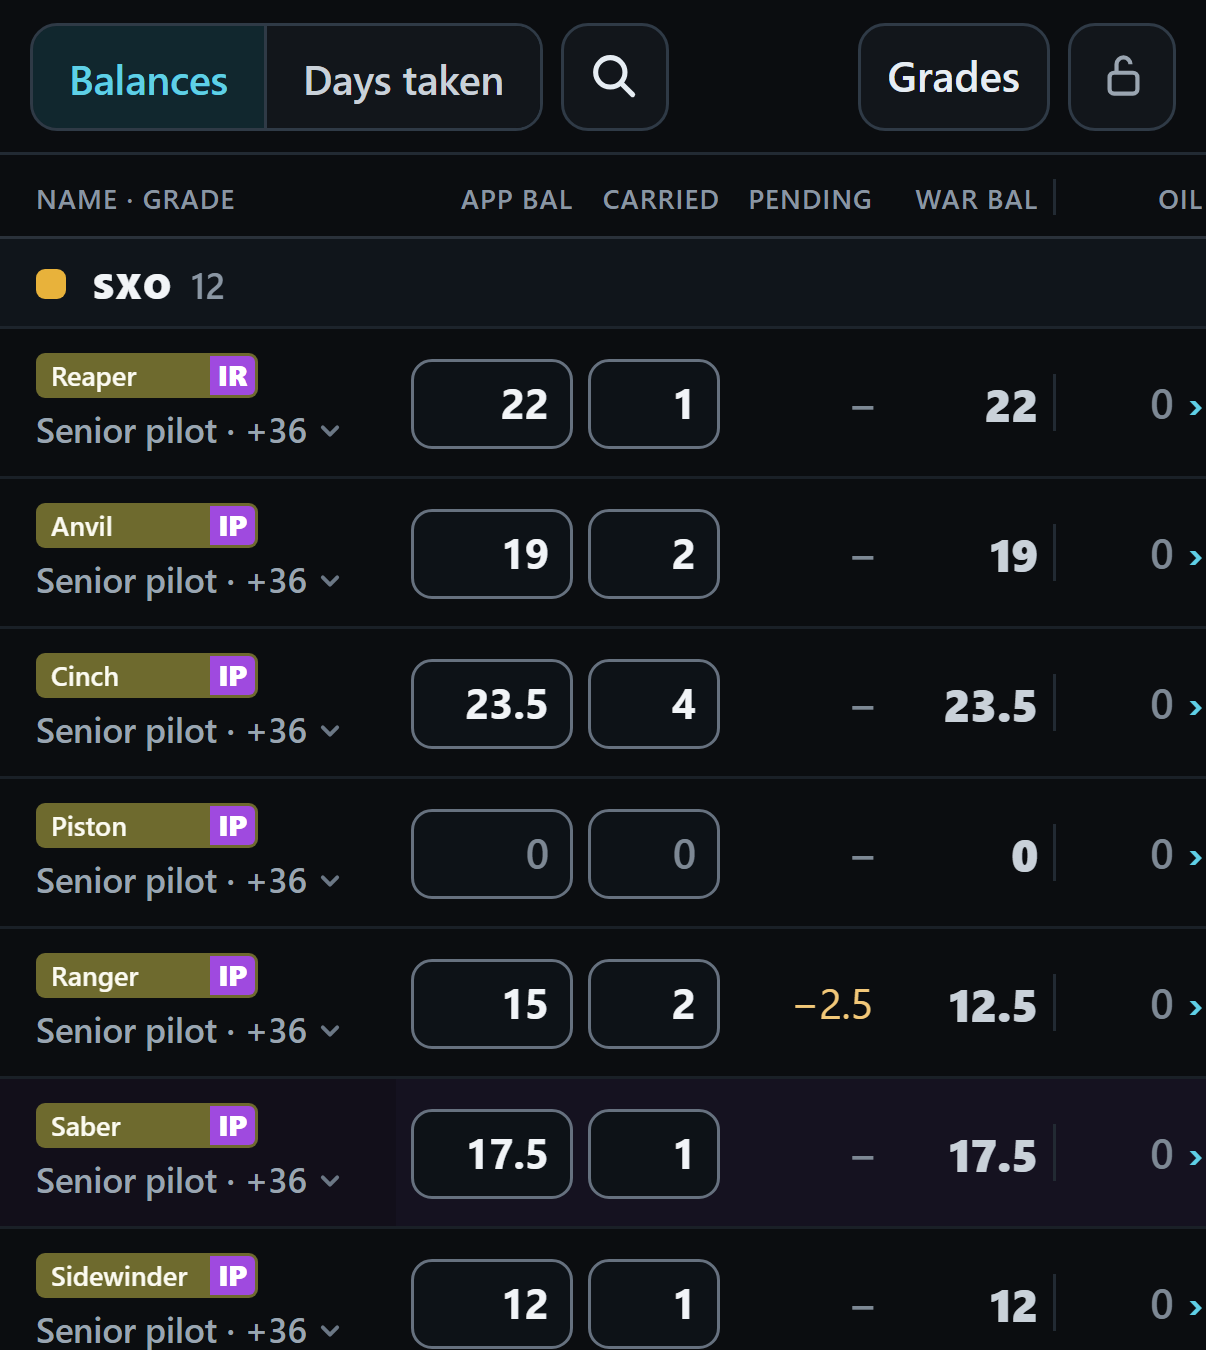 Balances Days taken Grades
NAME · GRADE APP BAL CARRIED PENDING WAR BAL OIL
SXO 12
Reaper IR
Senior pilot · +36 22 1 – 22 0 ›
Anvil IP
Senior pilot · +36 19 2 – 19 0 ›
Cinch IP
Senior pilot · +36 23.5 4 – 23.5 0 ›
Piston IP
Senior pilot · +36 0 0 – 0 0 ›
Ranger IP
Senior pilot · +36 15 2 −2.5 12.5 0 ›
Saber IP
Senior pilot · +36 17.5 1 – 17.5 0 ›
Sidewinder IP
Senior pilot · +36 12 1 – 12 0 ›